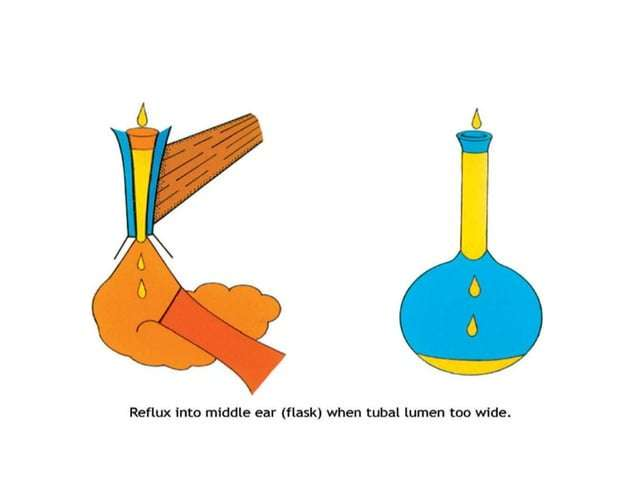 Reflux into middle ear (flask) when tubal lumen too wide.